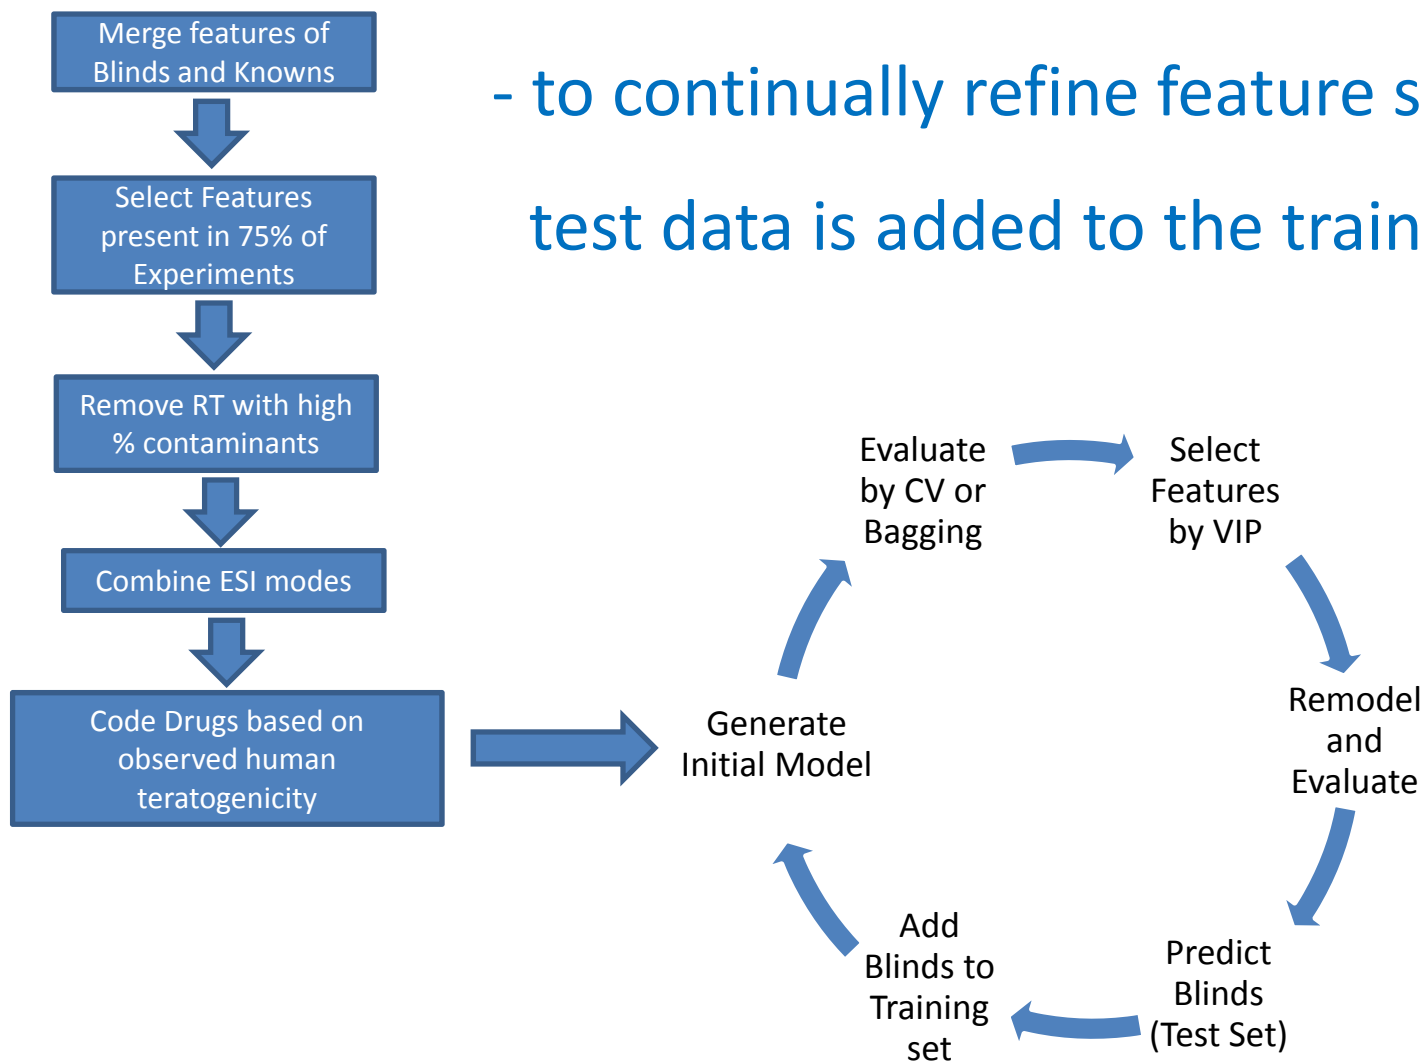 Merge features of
Blinds and Knowns
- to continually refine feature s
test data is added to the train
Select Features
present in 75% of
Experiments
Remove RT with high
% contaminants
Combine ESI modes
Code Drugs based on
observed human
teratogenicity
Generate
Initial Model
Evaluate
by CV or
Bagging
Select
Features
by VIP
Remodel
and
Evaluate
Predict
Blinds
(Test Set)
Add
Blinds to
Training
set